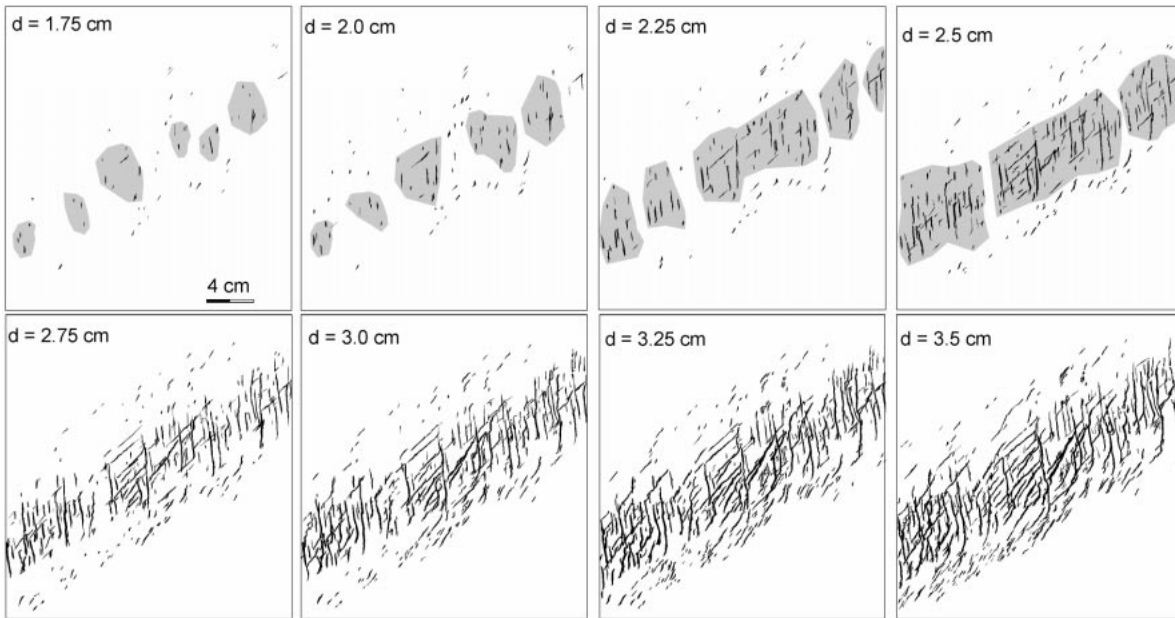 d = 1.75 cm
d = 2.0 cm
d = 2.25 cm
d = 2.5 cm
4 cm
d = 2.75 cm
d = 3.0 cm
d = 3.25 cm
d = 3.5 cm